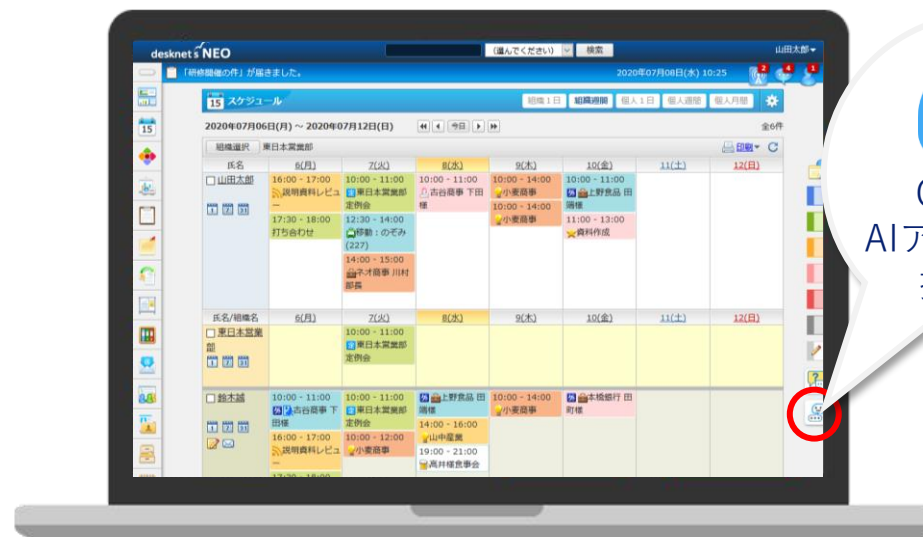 desknet's NEO
(選んでください)
検索
山田太郎
「研修開催の件」が届きました。
2020年07月08日(水) 10:25
2
4
1
15 スケジュール
組織1日
組織週間
個人1日
個人週間
個人月間
2020年07月06日(月) ～ 2020年07月12日(日)
今日
全6件
組織選択 東日本営業部
印刷
氏名 6(月) 7(火) 8(水) 9(木) 10(金) 11(土) 12(日)
山田太郎
16:00 - 17:00
説明資料レビュー
17:30 - 18:00
打ち合わせ
10:00 - 11:00
東日本営業部定例会
12:30 - 14:00
移動：のぞみ(227)
14:00 - 15:00
ネオ商事 川村部長
10:00 - 11:00
古谷商事 下田様
10:00 - 14:00
小麦商事
10:00 - 14:00
小麦商事
10:00 - 11:00
外 上野食品 田端様
11:00 - 13:00
資料作成
氏名/組織名 6(月) 7(火) 8(水) 9(木) 10(金) 11(土) 12(日)
東日本営業部
10:00 - 11:00
東日本営業部定例会
鈴木誠
10:00 - 11:00
外 古谷商事 下田様
16:00 - 17:00
説明資料レビュー
17:30 - 18:00
10:00 - 11:00
東日本営業部定例会
10:00 - 12:00
小麦商事
外 上野食品 田端様
14:00 - 16:00
山中産業
19:00 - 21:00
高井様食事会
10:00 - 14:00
小麦商事
外 本橋銀行 田町様
AIア